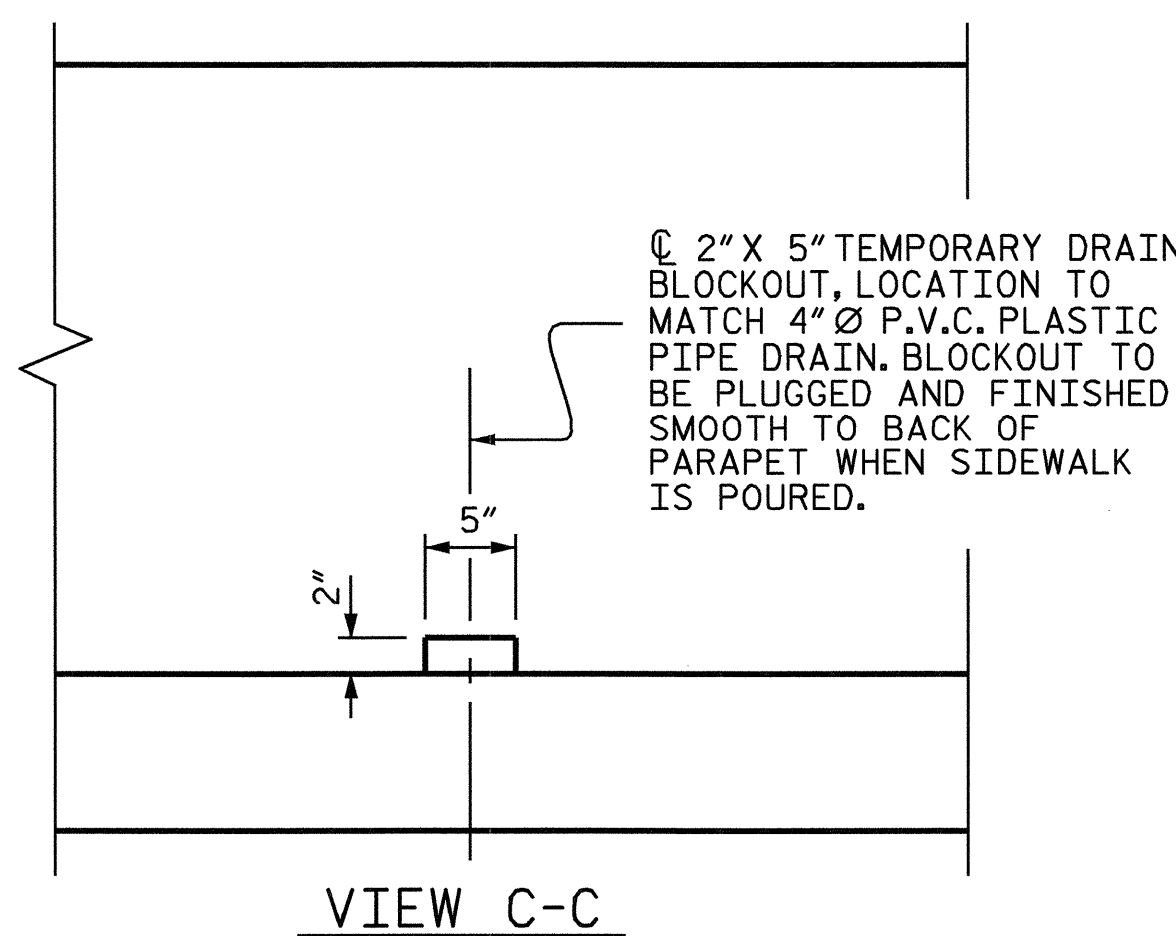 ℄ 2"X 5" TEMPORARY DRAIN
BLOCKOUT, LOCATION TO
MATCH 4"Ø P.V.C. PLASTIC
PIPE DRAIN. BLOCKOUT TO
BE PLUGGED AND FINISHED
SMOOTH TO BACK OF
PARAPET WHEN SIDEWALK
IS POURED.
5"
2"
VIEW C-C